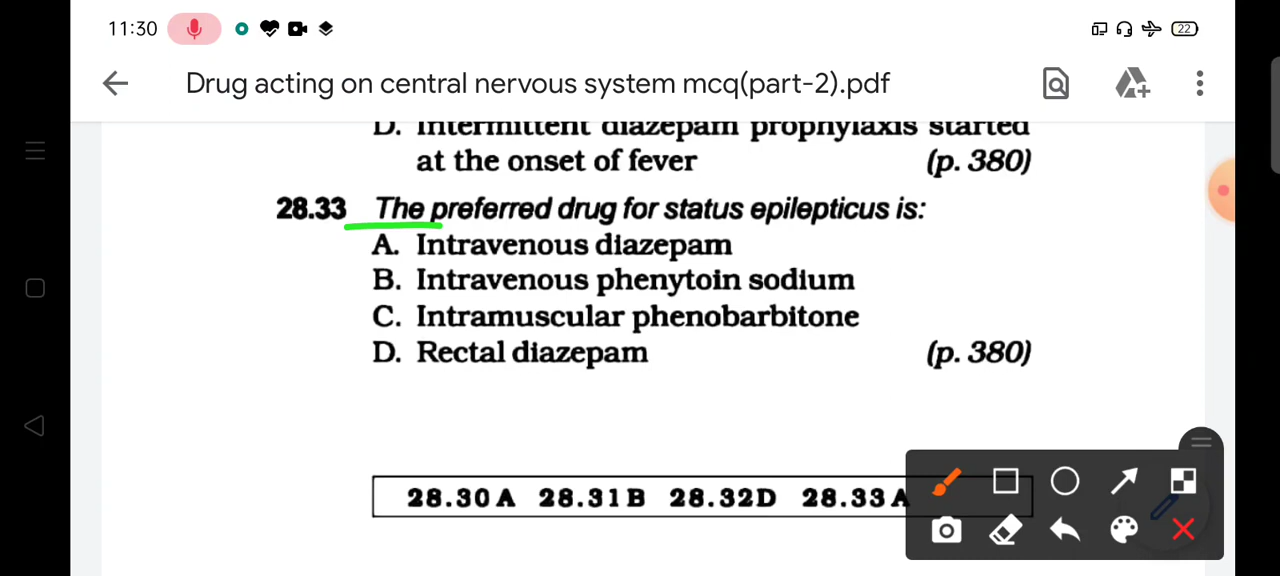 11:30
22
Drug acting on central nervous system mcq(part-2).pdf
D. Intermittent diazepam prophylaxis started
at the onset of fever (p. 380)
28.33 The preferred drug for status epilepticus is:
A. Intravenous diazepam
B. Intravenous phenytoin sodium
C. Intramuscular phenobarbitone
D. Rectal diazepam (p. 380)
28.30 A 28.31 B 28.32 D 28.33 A